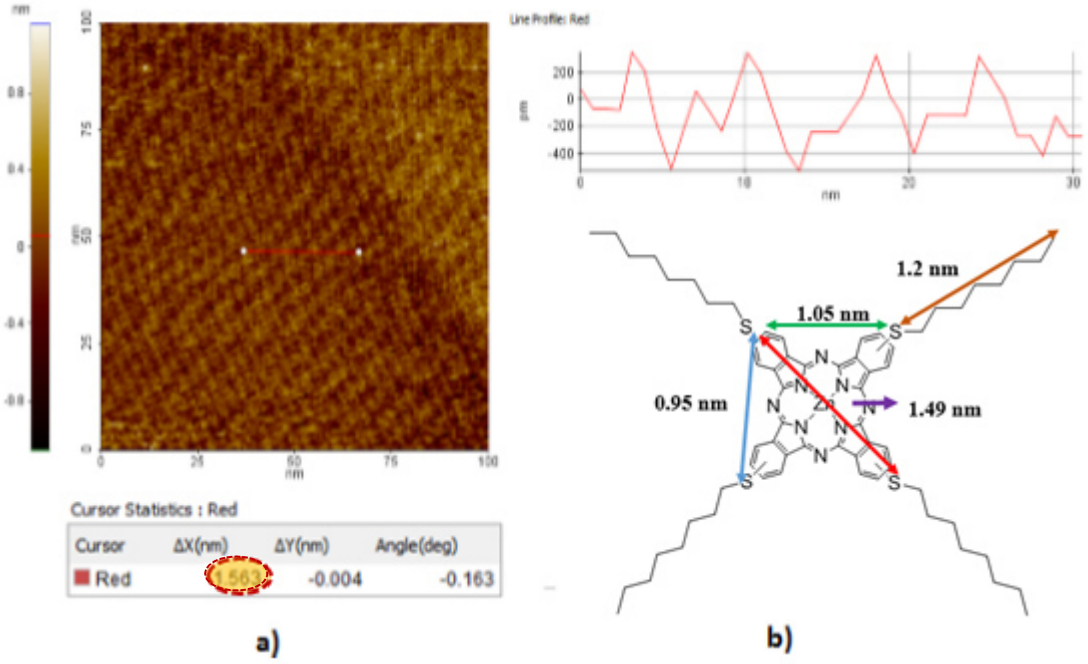 nm
0.8
0.4
0
-0.4
-0.8
100
75
50
25
0
nm
0
25
50
75
100
nm
Cursor Statistics : Red
Cursor ΔX(nm) ΔY(nm) Angle(deg)
Red 1.563 -0.004 -0.163
a)
Line Profile: Red
200
0
-200
-400
pm
0
10
20
30
nm
1.2 nm
S
1.05 nm
S
N
N
N
0.95 nm
N
Zn
N
1.49 nm
N
N
N
S
S
b)